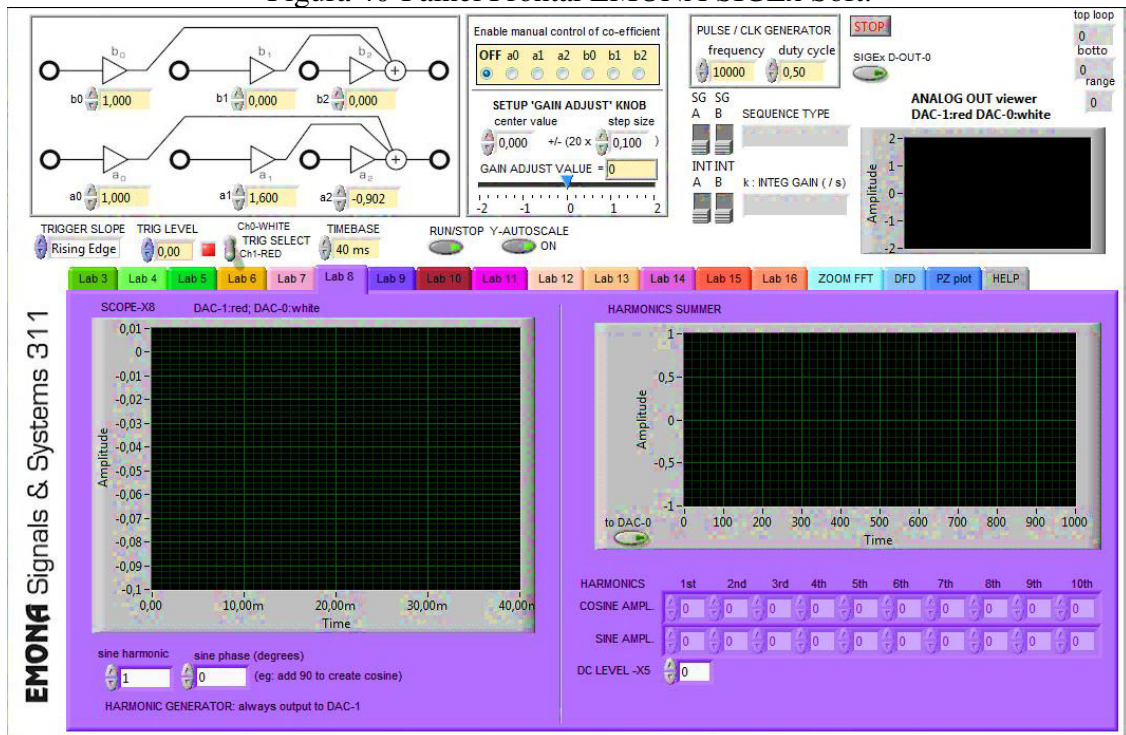 Figura 40 Painel Frontal EMONA SIGEx Soft.
b0
b1
b2
+
b0 1,000
b1 0,000
b2 0,000
a0
a1
a2
+
a0 1,000
a1 1,600
a2 -0,902
Enable manual control of co-efficient
OFF a0 a1 a2 b0 b1 b2
SETUP 'GAIN ADJUST' KNOB
center value step size
0,000 +/- (20 x 0,100 )
GAIN ADJUST VALUE = 0
-2 -1 0 1 2
PULSE / CLK GENERATOR
frequency duty cycle
10000 0,50
STOP
SIGEx D-OUT-0
top loop
0
botto
0
range
0
SG SG
A B SEQUENCE TYPE
INT INT
A B k : INTEG GAIN ( / s)
ANALOG OUT viewer
DAC-1:red DAC-0:white
Amplitude
2
1
0
-1
-2
TRIGGER SLOPE
Rising Edge
TRIG LEVEL
0,00
Ch0-WHITE
TRIG SELECT
Ch1-RED
TIMEBASE
40 ms
RUN/STOP Y-AUTOSCALE
ON
Lab 3 Lab 4 Lab 5 Lab 6 Lab 7 Lab 8 Lab 9 Lab 10 Lab 11 Lab 12 Lab 13 Lab 14 Lab 15 Lab 16 ZOOM FFT DFD PZ plot HELP
EMONA Signals & Systems 311
SCOPE-X8 DAC-1:red; DAC-0:white
Amplitude
0,01
0
-0,01
-0,02
-0,03
-0,04
-0,05
-0,06
-0,07
-0,08
-0,09
-0,1
0,00 10,00m 20,00m 30,00m 40,00m
Time
sine harmonic
1
sine phase (degrees)
0 (eg: add 90 to create cosine)
HARMONIC GENERATOR: always output to DAC-1
HARMONICS SUMMER
Amplitude
1
0,5
0
-0,5
-1
to DAC-0
0 100 200 300 400 500 600 700 800 900 1000
Time
HARMONICS 1st 2nd 3rd 4th 5th 6th 7th 8th 9th 10th
COSINE AMPL. 0 0 0 0 0 0 0 0 0 0
SINE AMPL. 0 0 0 0 0 0 0 0 0 0
DC LEVEL -X5 0